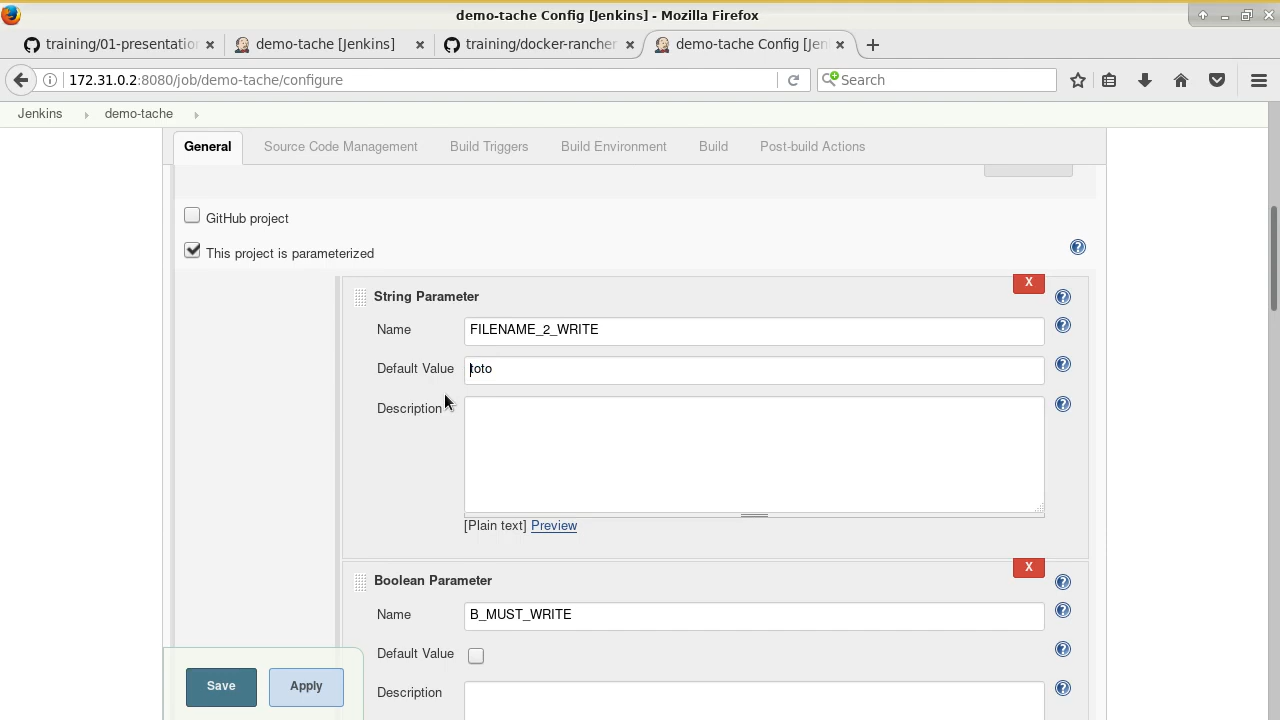 demo-tache Config [Jenkins] - Mozilla Firefox
training/01-presentation
demo-tache [Jenkins]
training/docker-rancher
demo-tache Config [Jen
172.31.0.2:8080/job/demo-tache/configure
Search
Jenkins
demo-tache
General
Source Code Management
Build Triggers
Build Environment
Build
Post-build Actions
GitHub project
This project is parameterized
X
String Parameter
Name
FILENAME_2_WRITE
Default Value
toto
Description
[Plain text] Preview
X
Boolean Parameter
Name
B_MUST_WRITE
Default Value
Description
Save
Apply